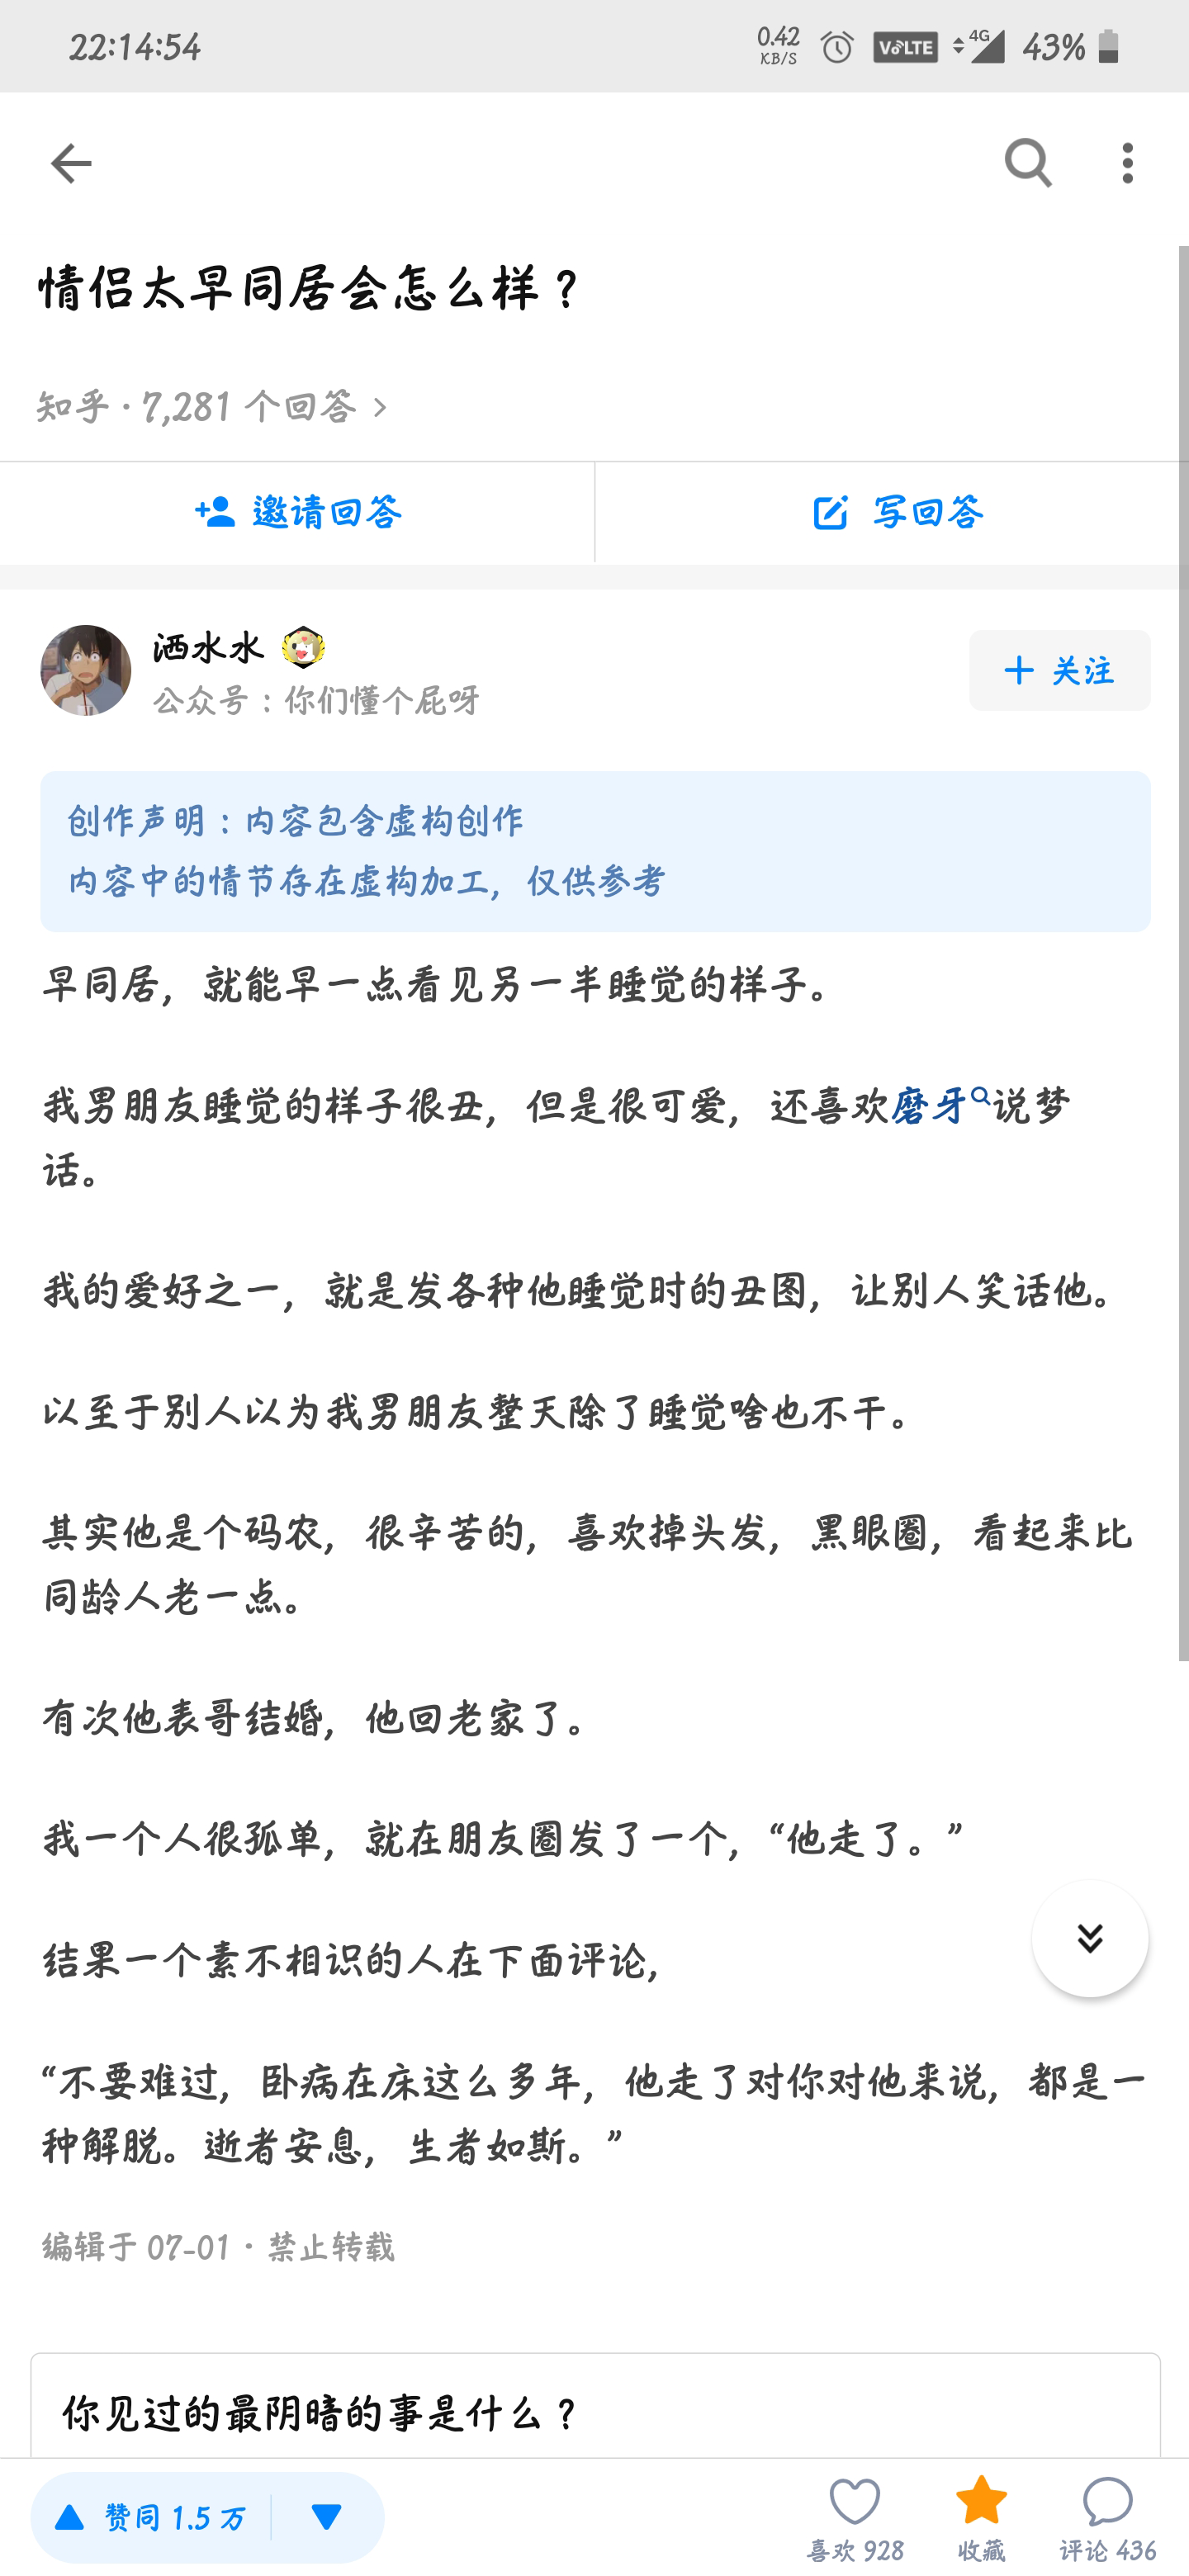 22:14:54
0.42
KB/S
VoLTE
4G
43%
情侣太早同居会怎么样？
知乎 · 7,281 个回答 >
邀请回答
写回答
洒水水
公众号：你们懂个屁呀
+ 关注
创作声明：内容包含虚构创作
内容中的情节存在虚构加工，仅供参考
早同居，就能早一点看见另一半睡觉的样子。
我男朋友睡觉的样子很丑，但是很可爱，还喜欢磨牙说梦
话。
我的爱好之一，就是发各种他睡觉时的丑图，让别人笑话他。
以至于别人以为我男朋友整天除了睡觉啥也不干。
其实他是个码农，很辛苦的，喜欢掉头发，黑眼圈，看起来比
同龄人老一点。
有次他表哥结婚，他回老家了。
我一个人很孤单，就在朋友圈发了一个，“他走了。”
结果一个素不相识的人在下面评论，
“不要难过，卧病在床这么多年，他走了对你对他来说，都是一
种解脱。逝者安息，生者如斯。”
编辑于 07-01 · 禁止转载
你见过的最阴暗的事是什么？
赞同 1.5 万
喜欢 928
收藏
评论 436